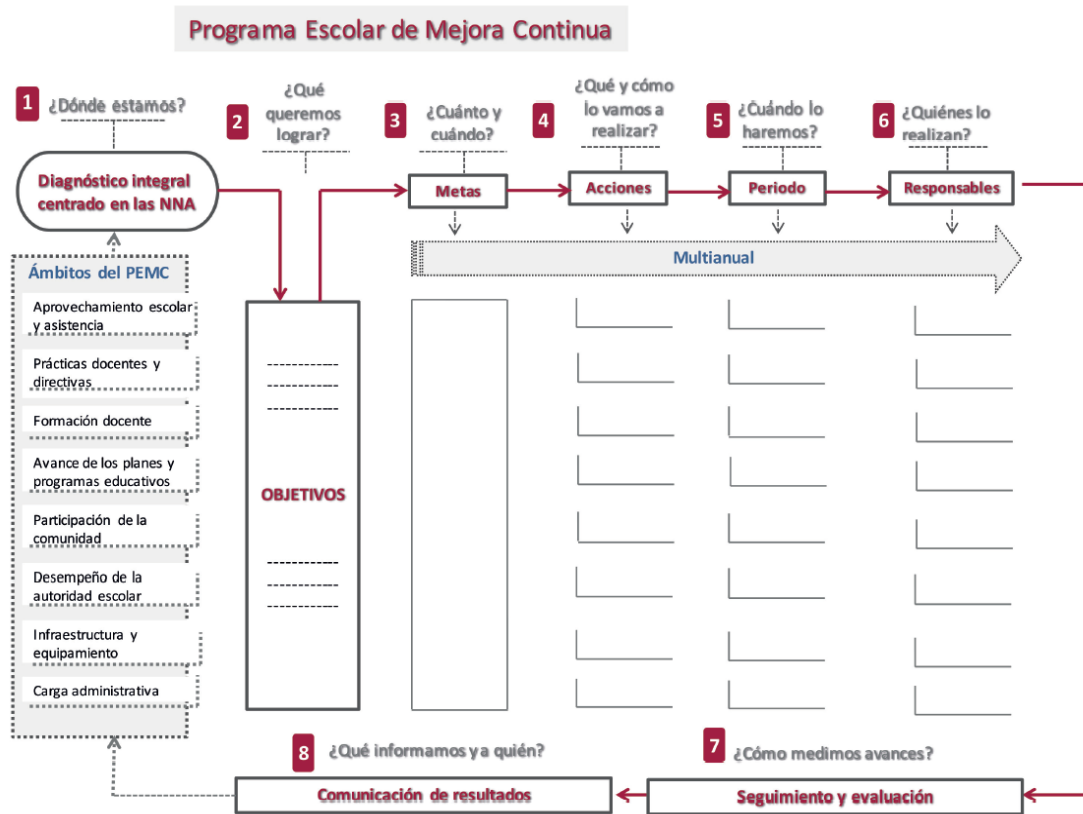 Programa Escolar de Mejora Continua
1
¿Dónde estamos?
2
¿Qué
queremos
lograr?
3
¿Cuánto y
cuándo?
4
¿Qué y cómo
lo vamos a
realizar?
5
¿Cuándo lo
haremos?
6
¿Quiénes lo
realizan?
Diagnóstico integral
centrado en las NNA
Metas
Acciones
Periodo
Responsables
Multianual
Ámbitos del PEMC
Aprovechamiento escolar
y asistencia
Prácticas docentes y
directivas
Formación docente
Avance de los planes y
programas educativos
Participación de la
comunidad
Desempeño de la
autoridad escolar
Infraestructura y
equipamiento
Carga administrativa
OBJETIVOS
8
¿Qué informamos y a quién?
7
¿Cómo medimos avances?
Comunicación de resultados
Seguimiento y evaluación